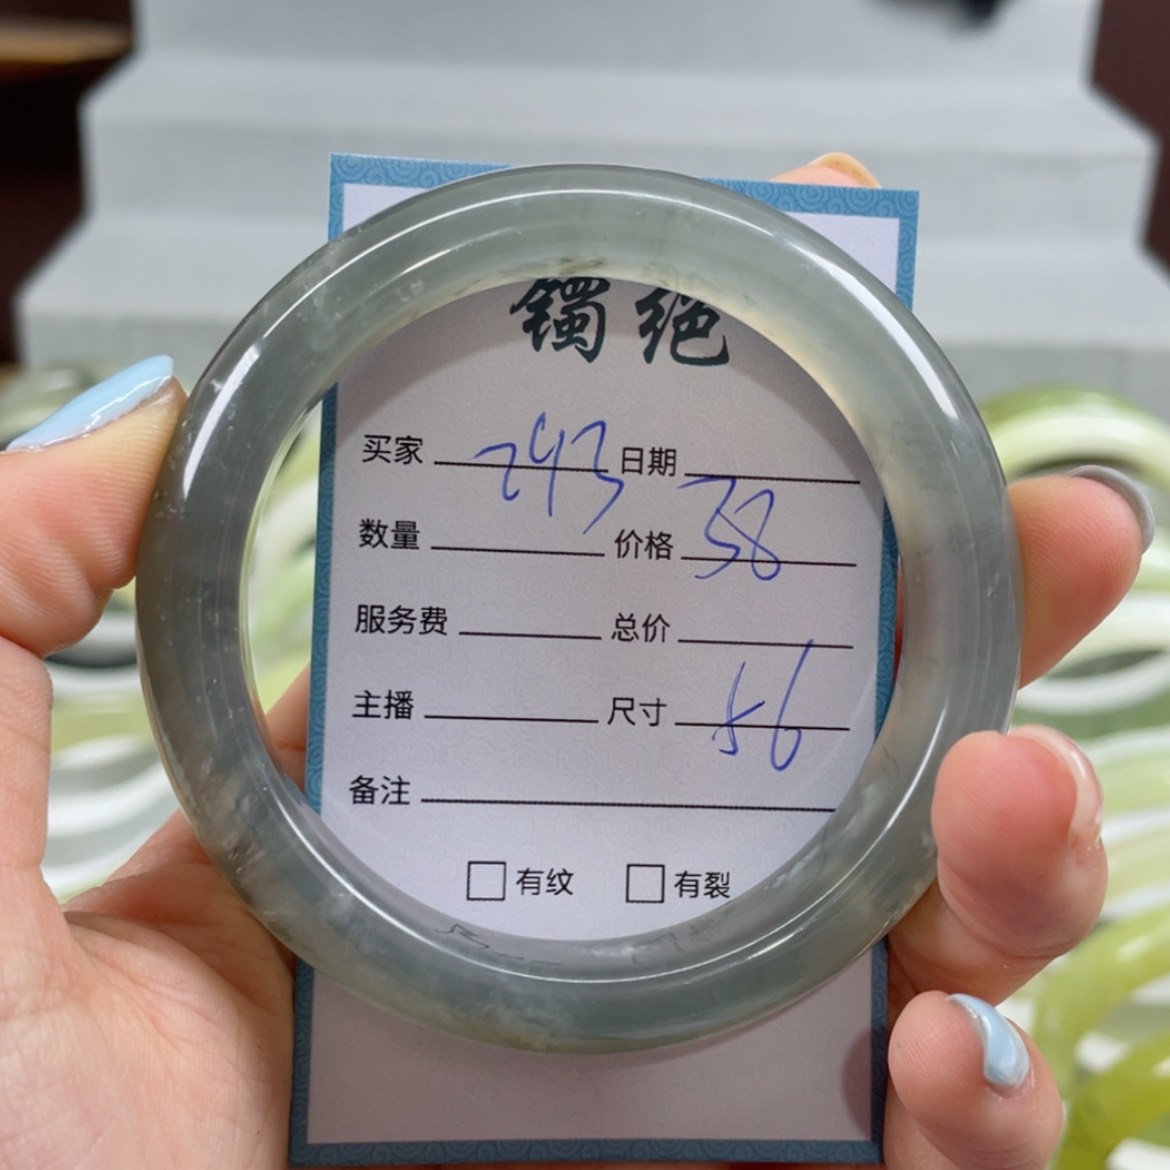 镯绝
买家 243 日期
数量 价格 38
服务费 总价
主播 尺寸 56
备注
□ 有纹 □ 有裂